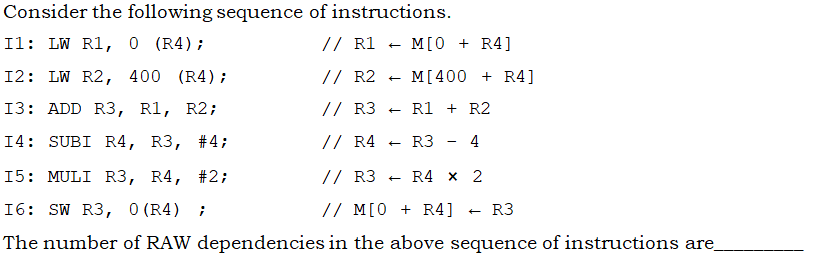 Consider the following sequence of instructions.
I1: LW R1, 0 (R4); // R1 ← M[0 + R4]
I2: LW R2, 400 (R4); // R2 ← M[400 + R4]
I3: ADD R3, R1, R2; // R3 ← R1 + R2
I4: SUBI R4, R3, #4; // R4 ← R3 - 4
I5: MULI R3, R4, #2; // R3 ← R4 × 2
I6: SW R3, 0(R4) ; // M[0 + R4] ← R3
The number of RAW dependencies in the above sequence of instructions are_________